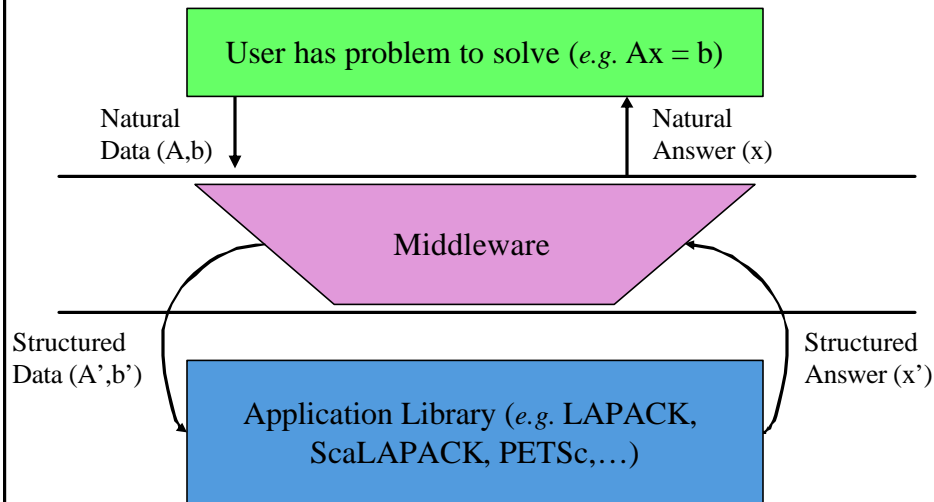 User has problem to solve (e.g. Ax = b)
Natural
Data (A,b)
Natural
Answer (x)
Middleware
Structured
Data (A’,b’)
Structured
Answer (x’)
Application Library (e.g. LAPACK,
ScaLAPACK, PETSc,…)